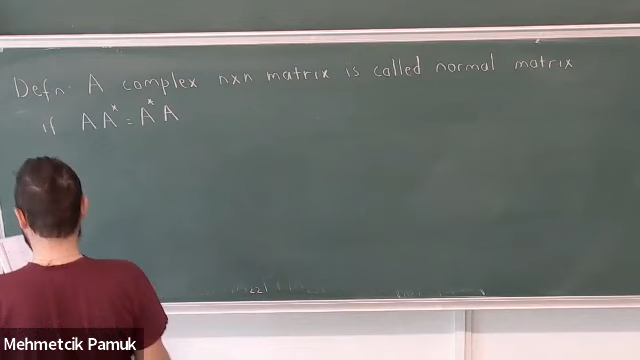 Defn: A complex nxn matrix is called normal matrix
if AA* = A*A
Mehmetcik Pamuk